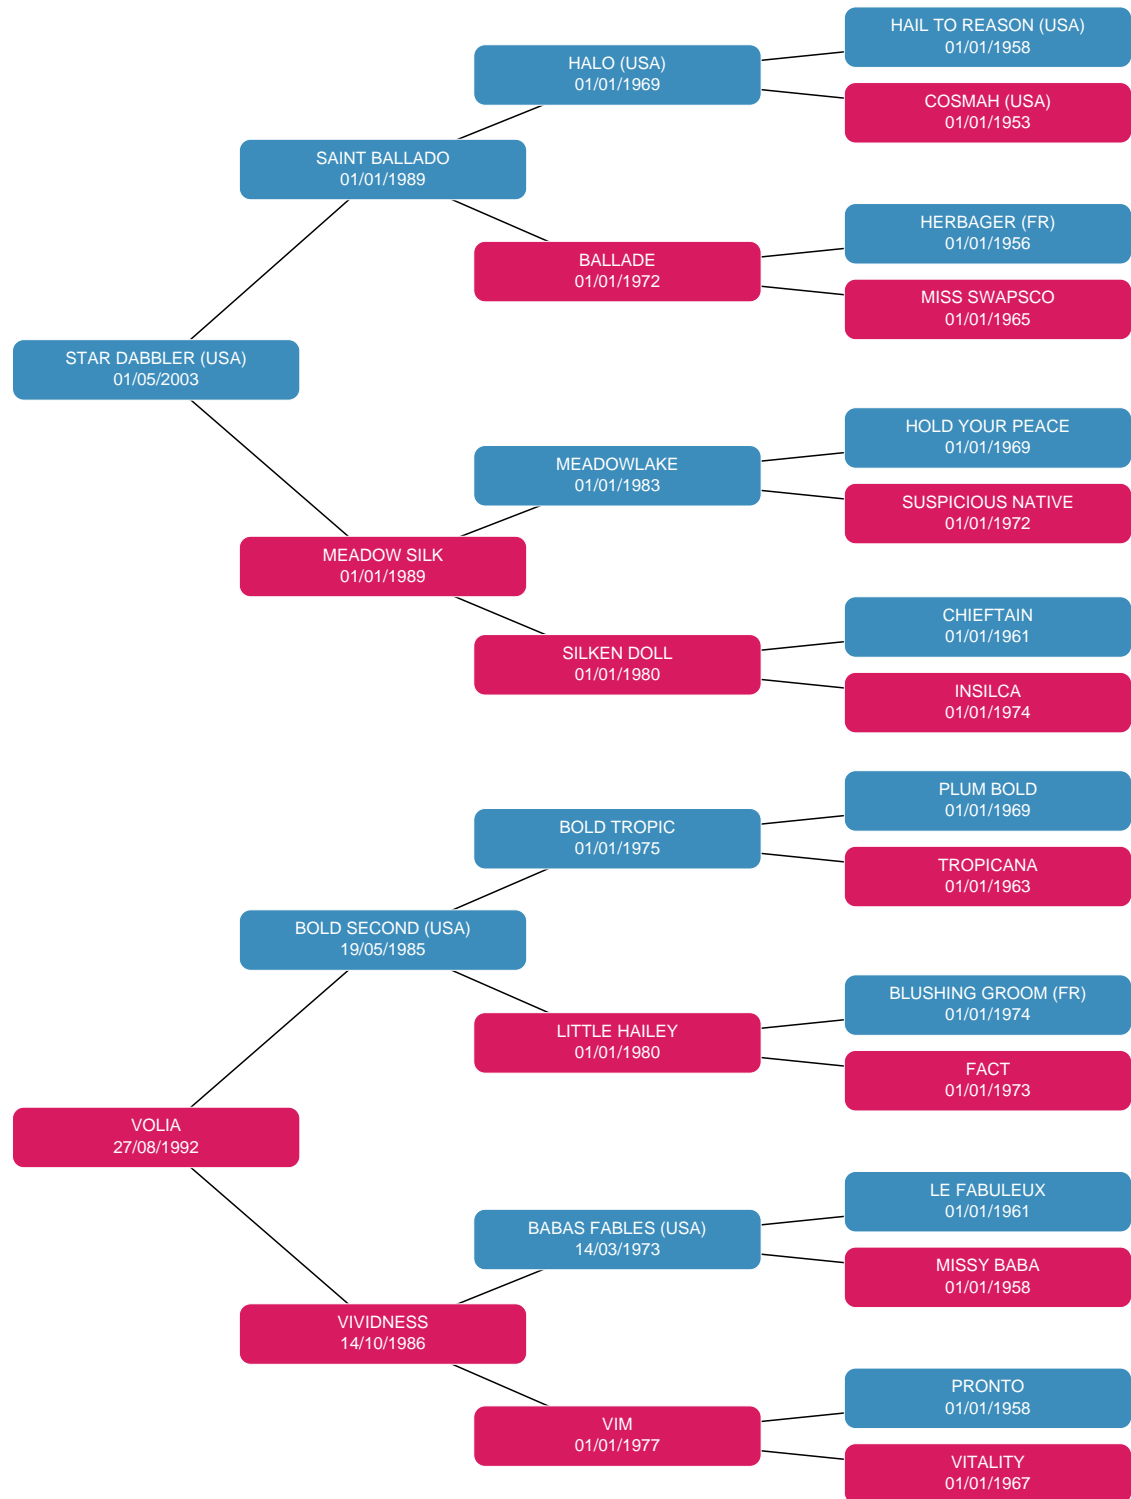 HAIL TO REASON (USA)
01/01/1958
HALO (USA)
01/01/1969
COSMAH (USA)
01/01/1953
SAINT BALLADO
01/01/1989
HERBAGER (FR)
01/01/1956
BALLADE
01/01/1972
MISS SWAPSCO
01/01/1965
STAR DABBLER (USA)
01/05/2003
HOLD YOUR PEACE
01/01/1969
MEADOWLAKE
01/01/1983
SUSPICIOUS NATIVE
01/01/1972
MEADOW SILK
01/01/1989
CHIEFTAIN
01/01/1961
SILKEN DOLL
01/01/1980
INSILCA
01/01/1974
PLUM BOLD
01/01/1969
BOLD TROPIC
01/01/1975
TROPICANA
01/01/1963
BOLD SECOND (USA)
19/05/1985
BLUSHING GROOM (FR)
01/01/1974
LITTLE HAILEY
01/01/1980
FACT
01/01/1973
VOLIA
27/08/1992
LE FABULEUX
01/01/1961
BABAS FABLES (USA)
14/03/1973
MISSY BABA
01/01/1958
VIVIDNESS
14/10/1986
PRONTO
01/01/1958
VIM
01/01/1977
VITALITY
01/01/1967